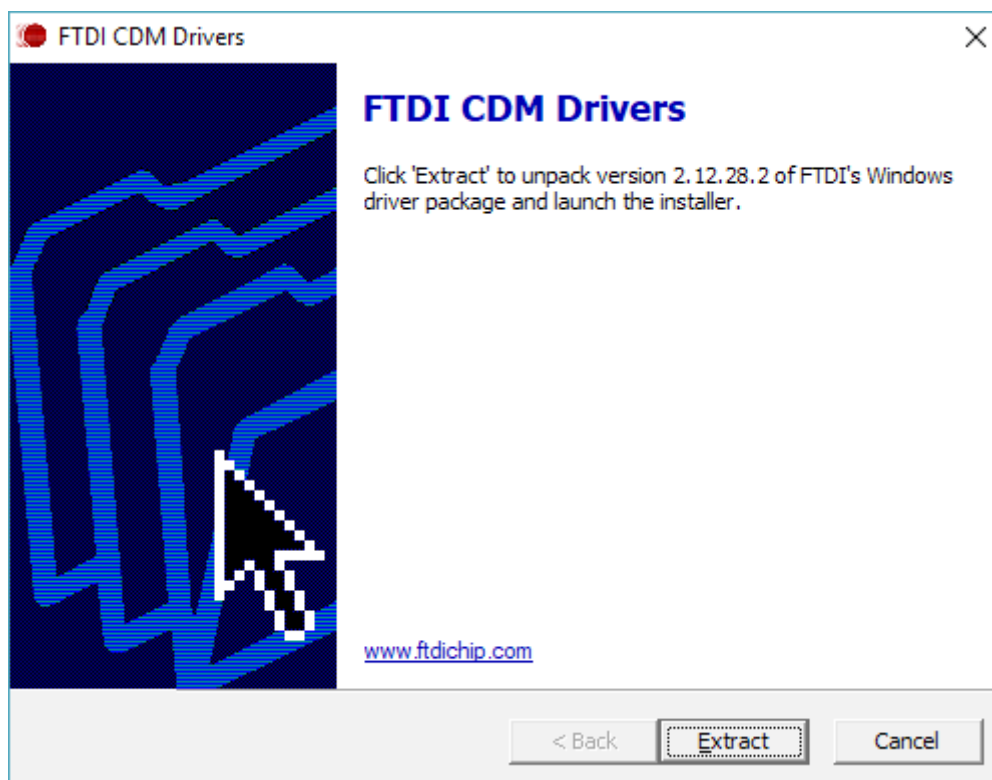 FTDI CDM Drivers
FTDI CDM Drivers
Click 'Extract' to unpack version 2.12.28.2 of FTDI's Windows
driver package and launch the installer.
www.ftdichip.com
< Back
Extract
Cancel